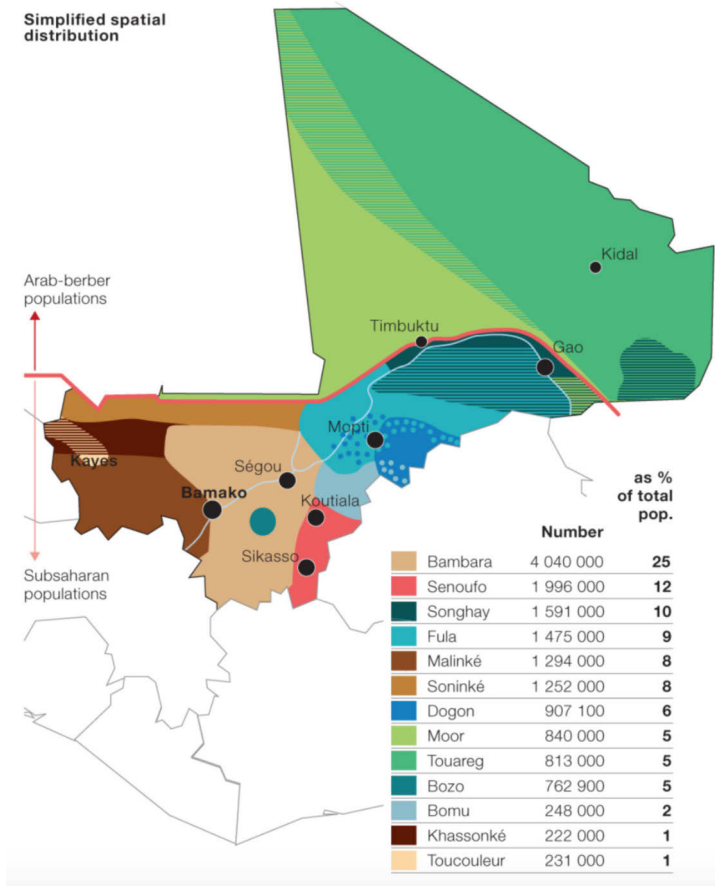 Simplified spatial
distribution
Arab-berber
populations
Kidal
Timbuktu
Gao
Mopti
Kayes
Ségou
Bamako
Koutiala
Sikasso
Subsaharan
populations
as %
of total
pop.
Number
Bambara 4 040 000 25
Senoufo 1 996 000 12
Songhay 1 591 000 10
Fula 1 475 000 9
Malinké 1 294 000 8
Soninké 1 252 000 8
Dogon 907 100 6
Moor 840 000 5
Touareg 813 000 5
Bozo 762 900 5
Bomu 248 000 2
Khassonké 222 000 1
Toucouleur 231 000 1